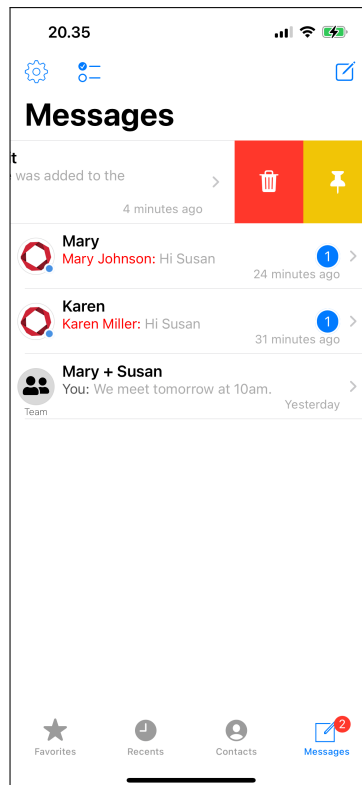 20.35
Messages
t
was added to the
4 minutes ago
Mary
1
Mary Johnson: Hi Susan
24 minutes ago
Karen
1
Karen Miller: Hi Susan
31 minutes ago
Mary + Susan
You: We meet tomorrow at 10am.
Yesterday
Team
2
Favorites
Recents
Contacts
Messages